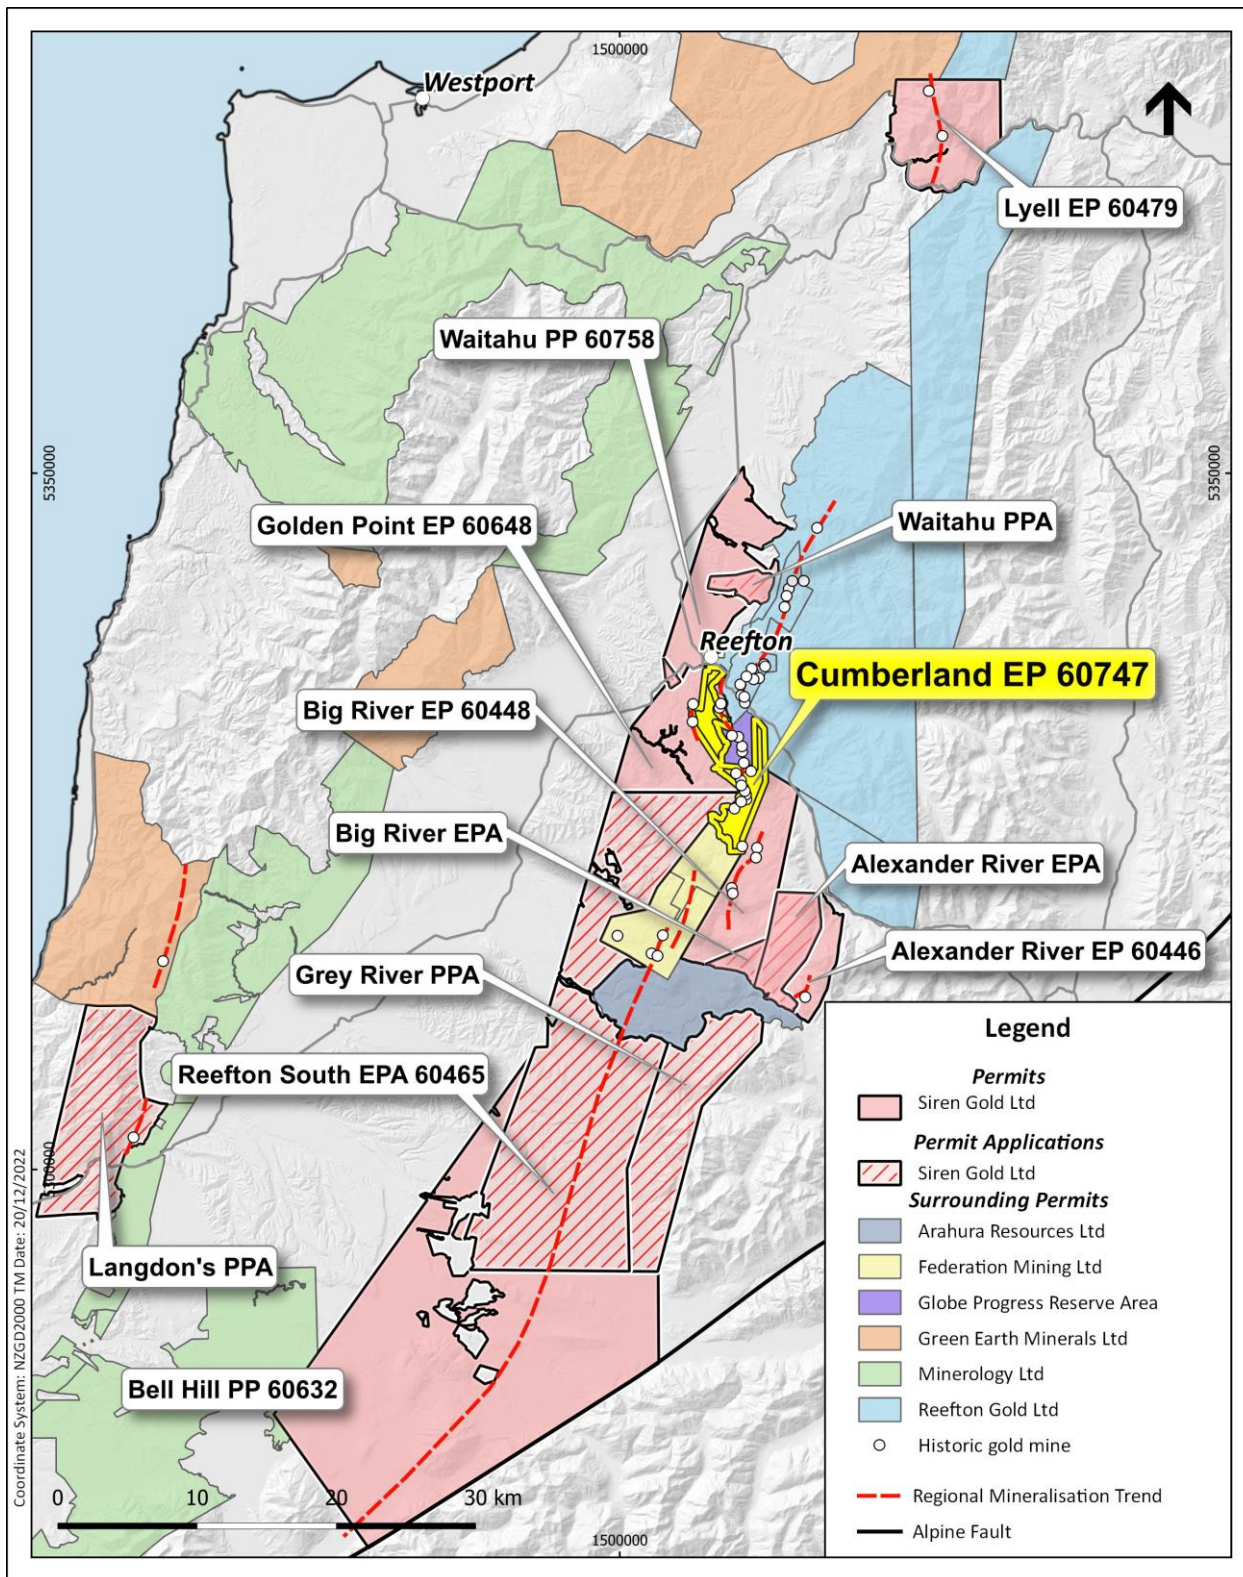 1500000
Westport
Lyell EP 60479
Waitahu PP 60758
5350000
5350000
Golden Point EP 60648
Waitahu PPA
Reefton
Cumberland EP 60747
Big River EP 60448
Big River EPA
Alexander River EPA
Alexander River EP 60446
Grey River PPA
Reefton South EPA 60465
5300000
Langdon's PPA
Bell Hill PP 60632
0 10 20 30 km
1500000
Coordinate System: NZGD2000 TM Date: 20/12/2022
Legend
Permits
Siren Gold Ltd
Permit Applications
Siren Gold Ltd
Surrounding Permits
Arahura Resources Ltd
Federation Mining Ltd
Globe Progress Reserve Area
Green Earth Minerals Ltd
Minerology Ltd
Reefton Gold Ltd
Historic gold mine
Regional Mineralisation Trend
Alpine Fault